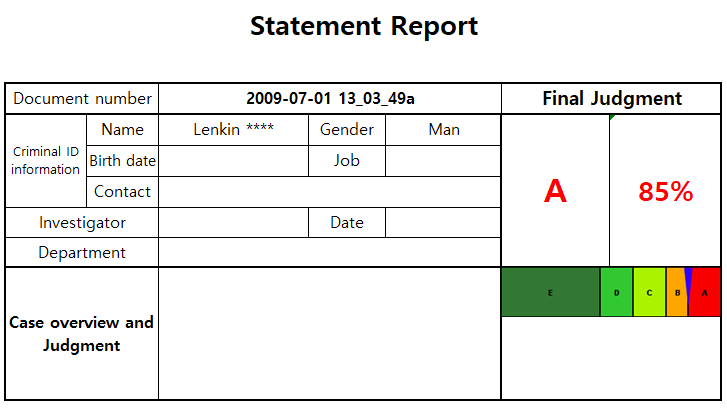 Statement Report
Document number 2009-07-01 13_03_49a Final Judgment
Criminal ID information
Name Lenkin **** Gender Man
Birth date Job
Contact
A 85%
Investigator Date
Department
E D C B A
Case overview and
Judgment